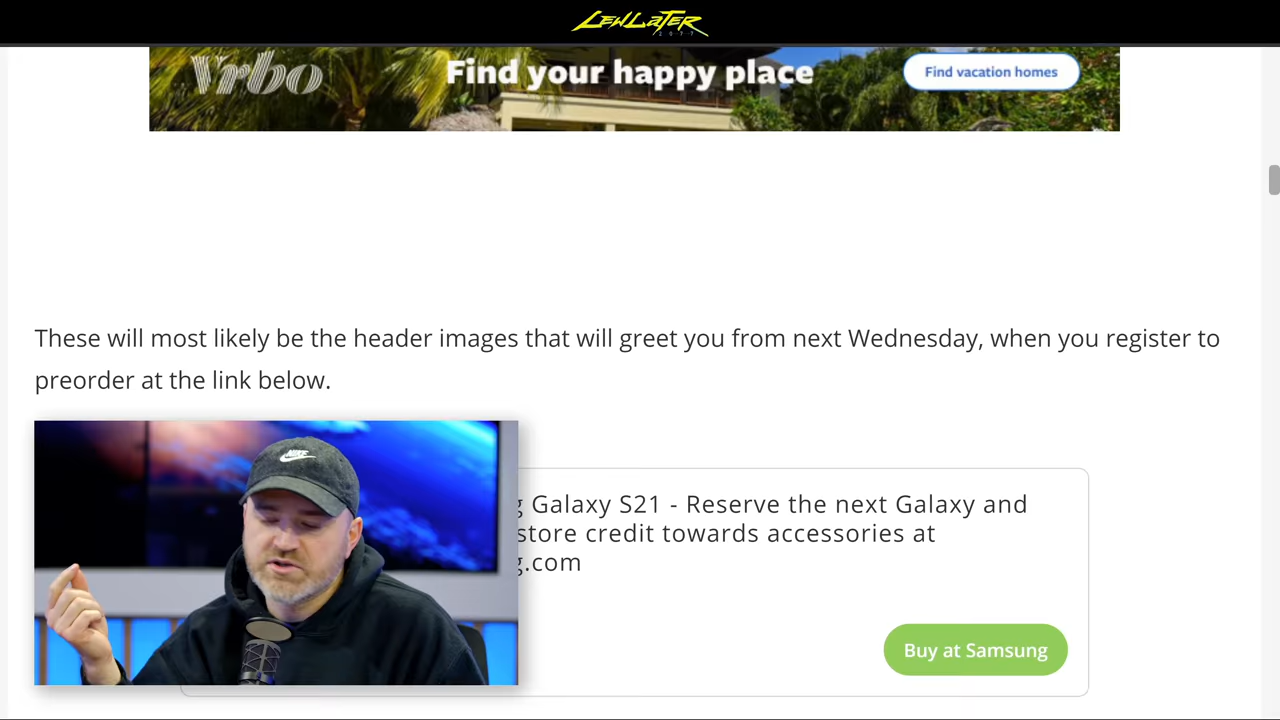 LEWLATER
2077
Vrbo
Find your happy place
Find vacation homes
These will most likely be the header images that will greet you from next Wednesday, when you register to
preorder at the link below.
Galaxy S21 - Reserve the next Galaxy and
store credit towards accessories at
.com
NIKE
Buy at Samsung